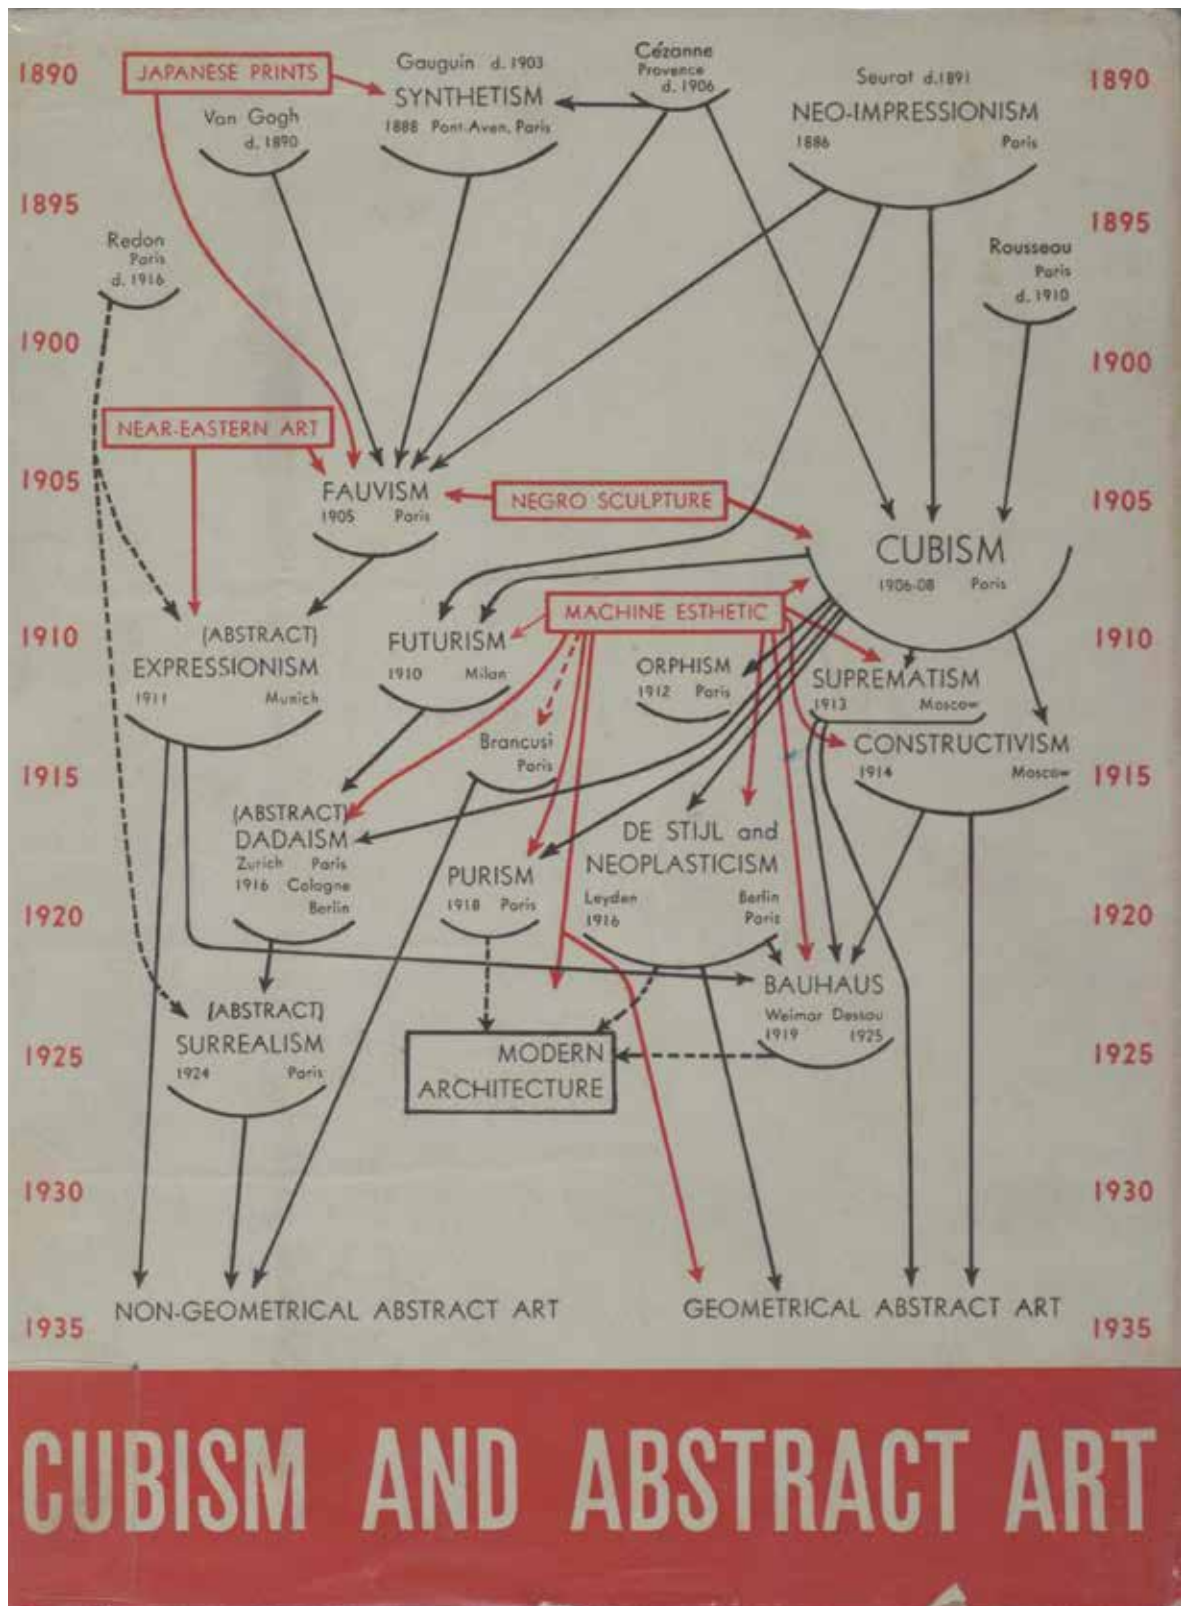 1890
JAPANESE PRINTS
Gauguin d. 1903
SYNTHETISM
1888 Pont-Aven, Paris
Cézanne
Provence
d. 1906
Seurat d.1891
NEO-IMPRESSIONISM
1886 Paris
1890
Van Gogh
d. 1890
1895
1895
Redon
Paris
d. 1916
Rousseau
Paris
d. 1910
1900
1900
NEAR-EASTERN ART
1905
FAUVISM
1905 Paris
NEGRO SCULPTURE
1905
CUBISM
1906-08 Paris
MACHINE ESTHETIC
1910
(ABSTRACT)
EXPRESSIONISM
1911 Munich
FUTURISM
1910 Milan
ORPHISM
1912 Paris
SUPREMATISM
1913 Moscow
1910
Brancusi
Paris
CONSTRUCTIVISM
1914 Moscow
1915
1915
(ABSTRACT)
DADAISM
Zurich Paris
1916 Cologne
Berlin
PURISM
1918 Paris
DE STIJL and
NEOPLASTICISM
Leyden Berlin
1916 Paris
1920
1920
(ABSTRACT)
SURREALISM
1924 Paris
BAUHAUS
Weimar Dessau
1919 1925
1925
MODERN
ARCHITECTURE
1925
1930
1930
NON-GEOMETRICAL ABSTRACT ART
GEOMETRICAL ABSTRACT ART
1935
1935
CUBISM AND ABSTRACT ART